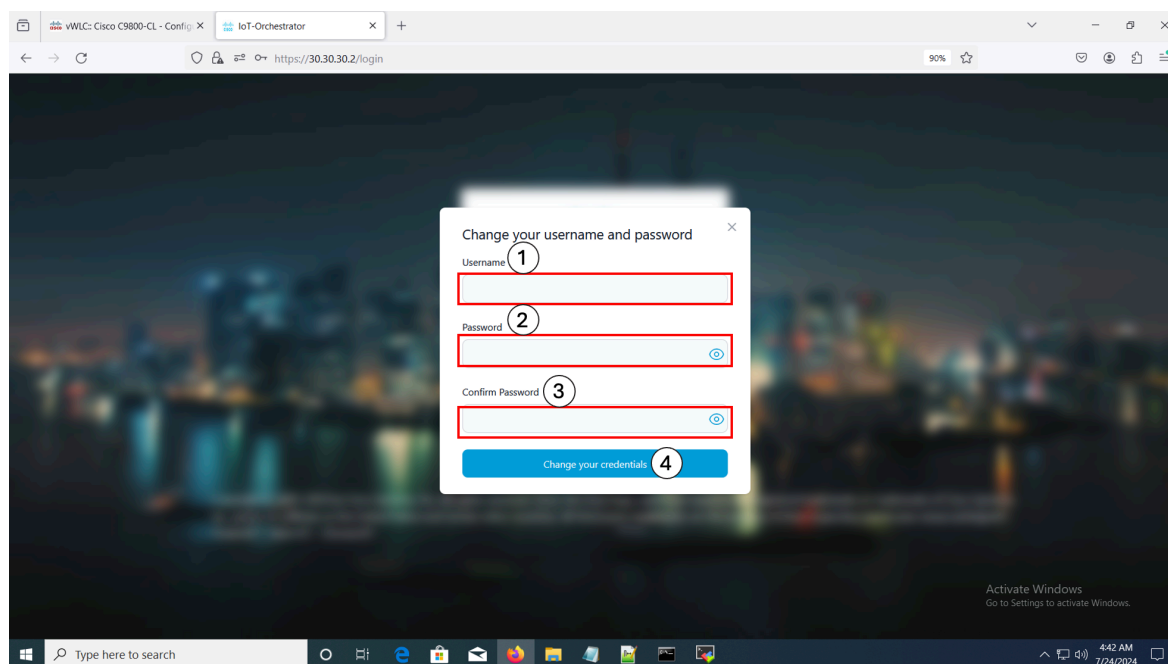 vWLC:: Cisco C9800-CL - Config
IoT-Orchestrator
https://30.30.30.2/login
90%
Change your username and password
Username 1
Password 2
Confirm Password 3
Change your credentials 4
Activate Windows
Go to Settings to activate Windows.
Type here to search
4:42 AM
7/24/2024